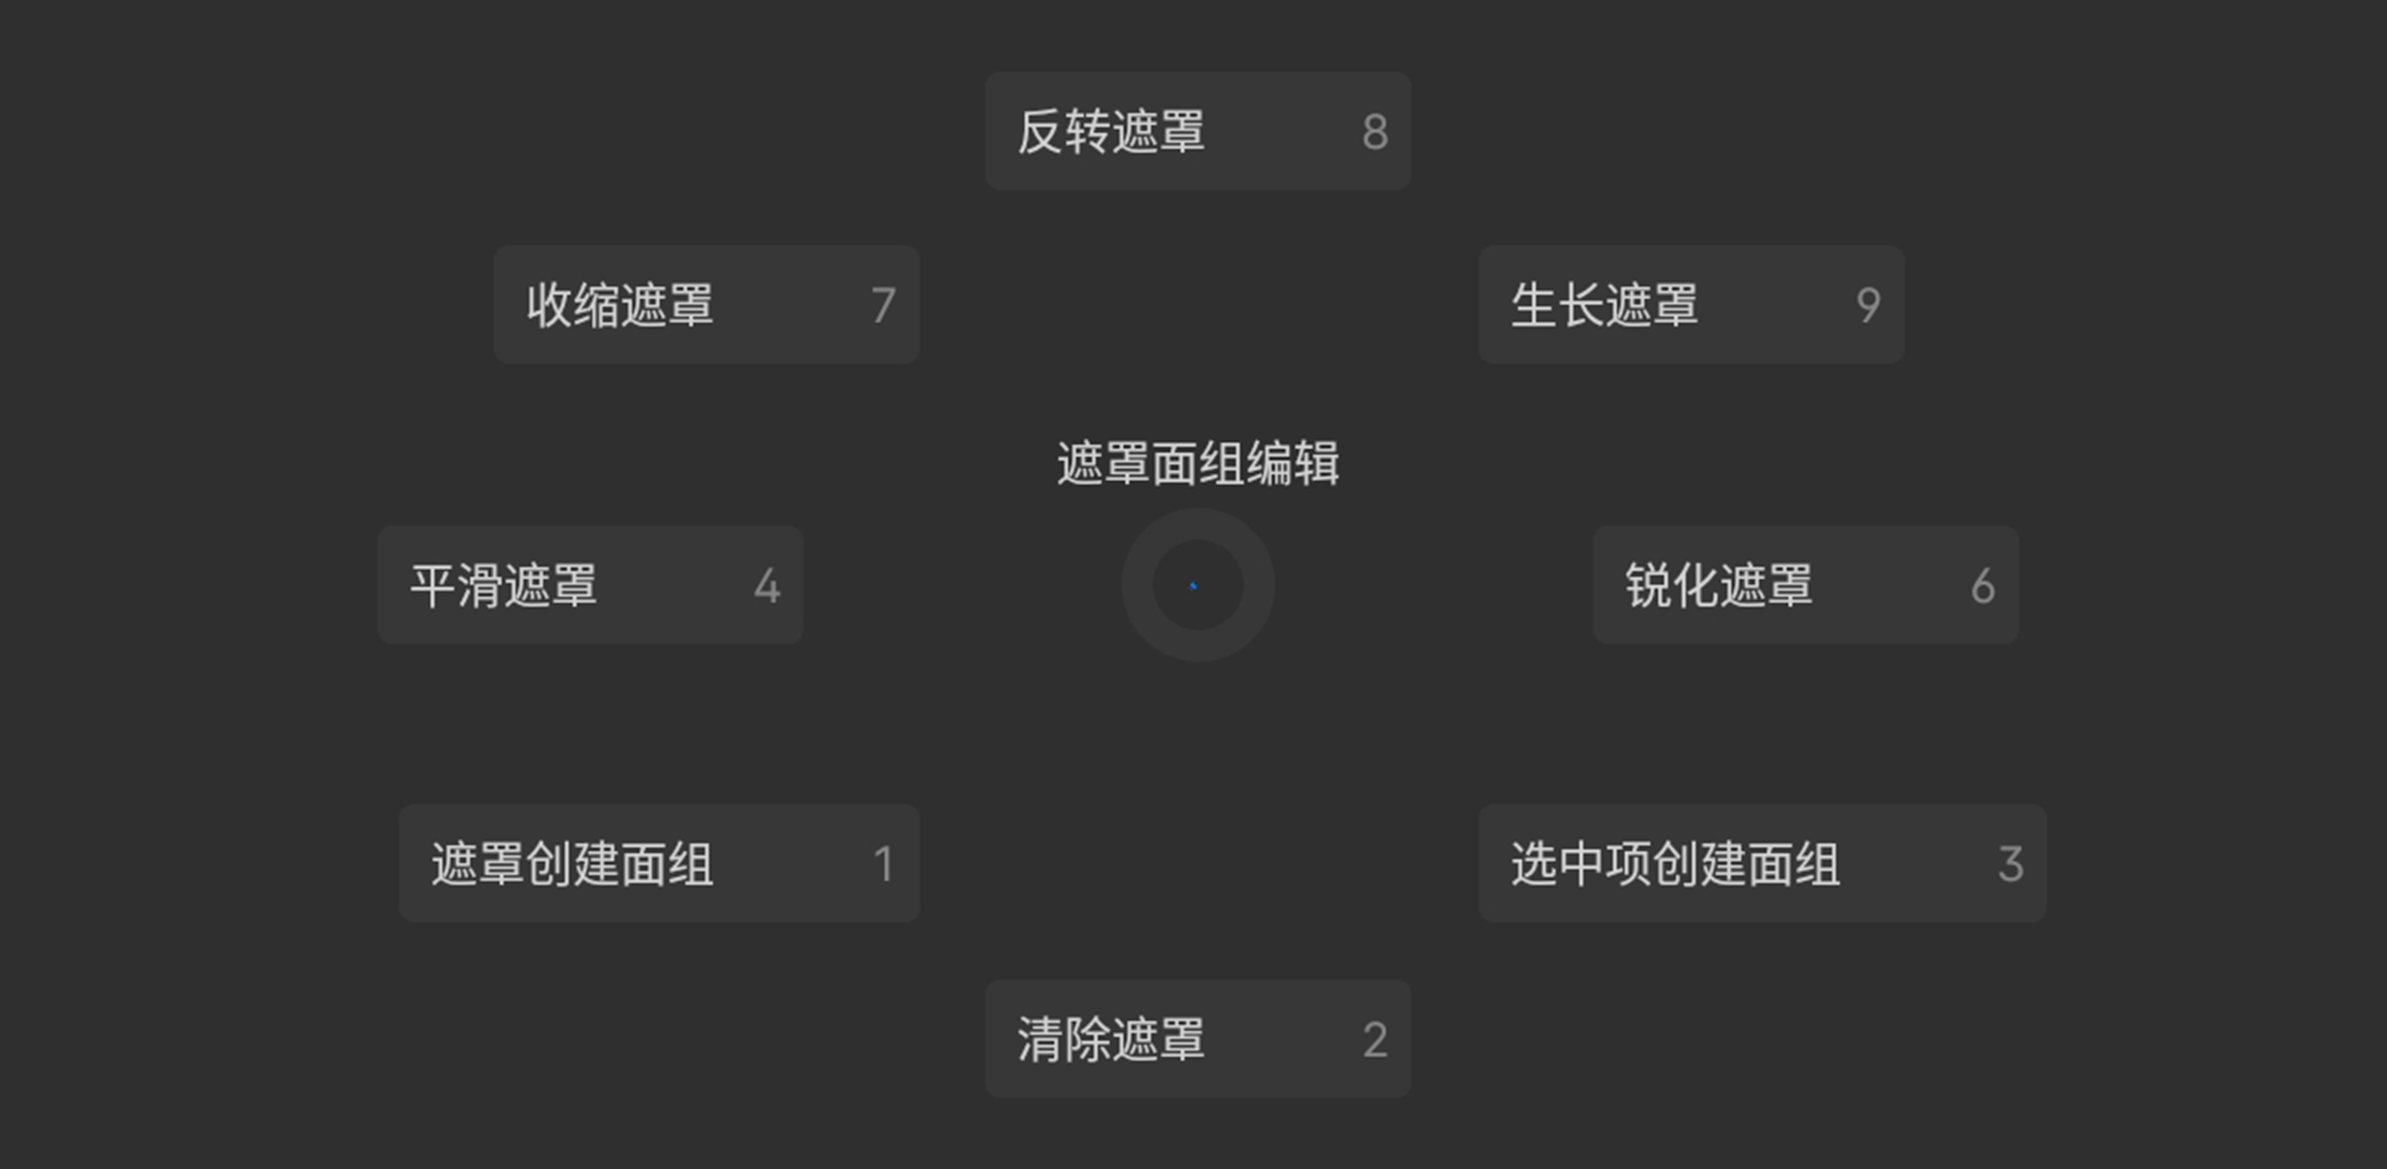 反转遮罩 8
收缩遮罩 7
生长遮罩 9
遮罩面组编辑
平滑遮罩 4
锐化遮罩 6
遮罩创建面组 1
选中项创建面组 3
清除遮罩 2